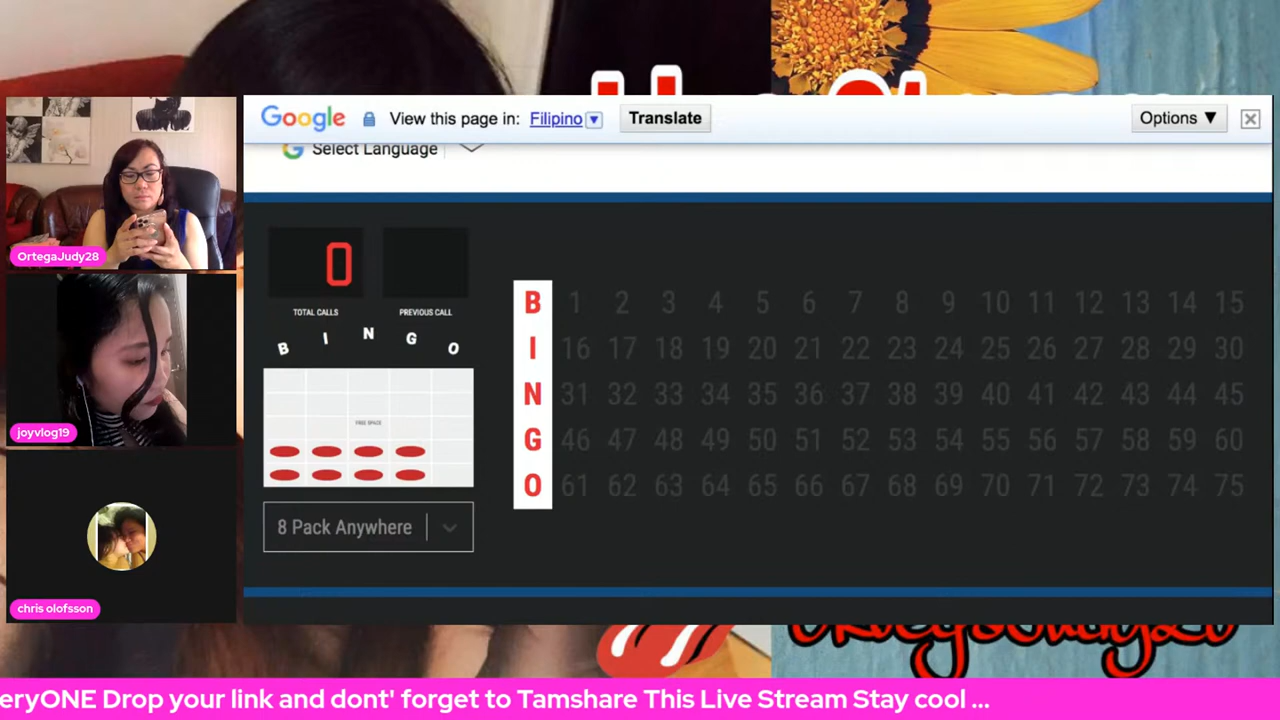 Google View this page in: Filipino Translate Options ▼
Select Language
OrtegaJudy28
0
TOTAL CALLS PREVIOUS CALL
B I N G O
FREE SPACE
8 Pack Anywhere
B 1 2 3 4 5 6 7 8 9 10 11 12 13 14 15
I 16 17 18 19 20 21 22 23 24 25 26 27 28 29 30
N 31 32 33 34 35 36 37 38 39 40 41 42 43 44 45
G 46 47 48 49 50 51 52 53 54 55 56 57 58 59 60
O 61 62 63 64 65 66 67 68 69 70 71 72 73 74 75
joyvlog19
chris olofsson
eryONE Drop your link and dont' forget to Tamshare This Live Stream Stay cool ...